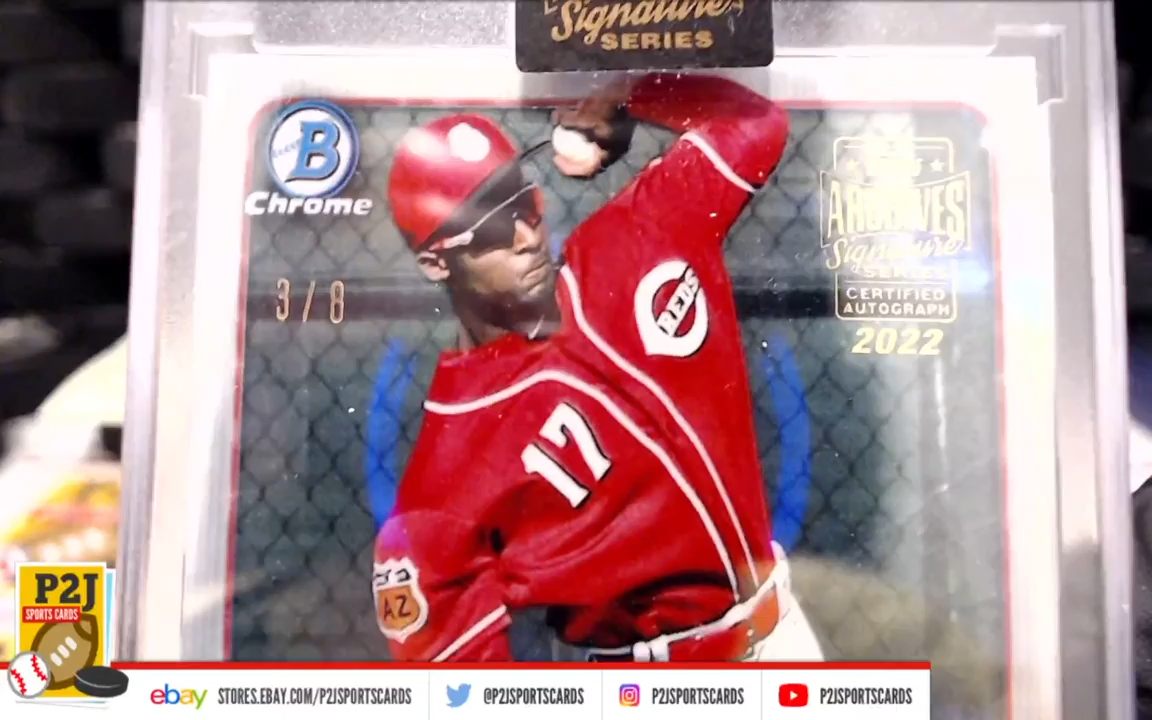 Signature
SERIES
B
Chrome
3/8
ARCHIVES
Signature
SERIES
CERTIFIED
AUTOGRAPH
2022
REDS
17
AZ
P2J
SPORTS CARDS
ebay STORES.EBAY.COM/P2JSPORTSCARDS
@P2JSPORTSCARDS
P2JSPORTSCARDS
P2JSPORTSCARDS